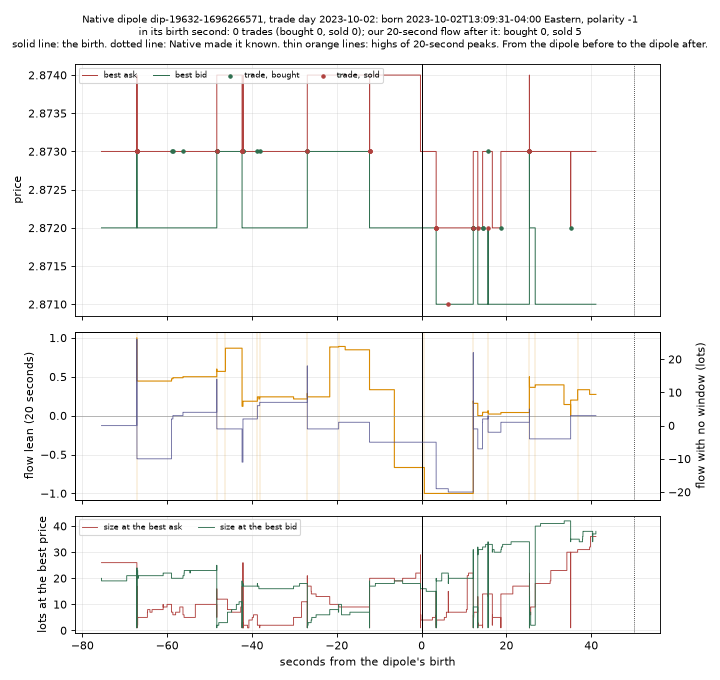 Native dipole dip-19632-1696266571, trade day 2023-10-02: born 2023-10-02T13:09:31-04:00 Eastern, polarity -1
in its birth second: 0 trades (bought 0, sold 0); our 20-second flow after it: bought 0, sold 5
solid line: the birth. dotted line: Native made it known. thin orange lines: highs of 20-second peaks. From the dipole before to the dipole after.
best ask
best bid
trade, bought
trade, sold
2.8740
2.8735
2.8730
2.8725
2.8720
2.8715
2.8710
price
1.0
0.5
0.0
−0.5
−1.0
flow lean (20 seconds)
20
10
0
−10
−20
flow with no window (lots)
size at the best ask
size at the best bid
40
30
20
10
0
lots at the best price
−80
−60
−40
−20
0
20
40
seconds from the dipole's birth